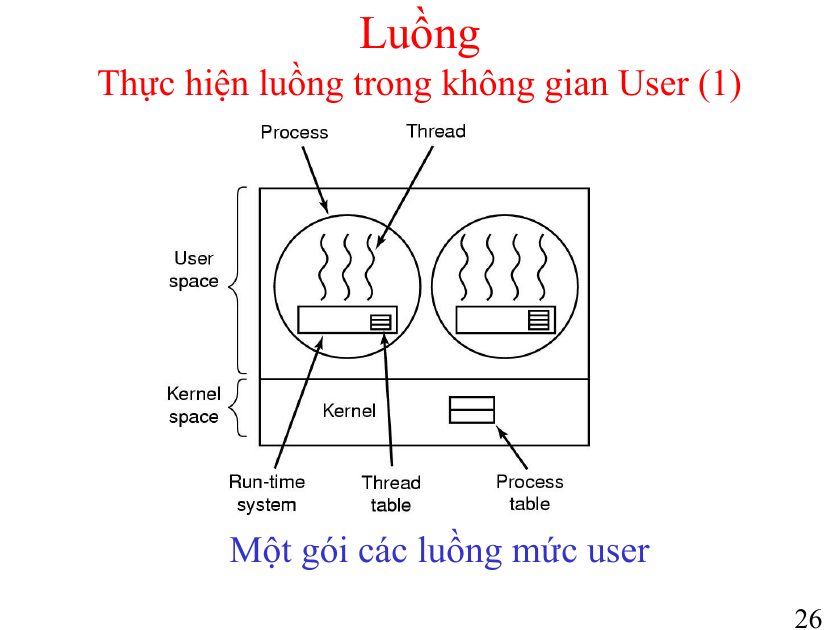 Luồng
Thực hiện luồng trong không gian User (1)
Process
Thread
User
space
Kernel
space
Kernel
Run-time
system
Thread
table
Process
table
Một gói các luồng mức user
26